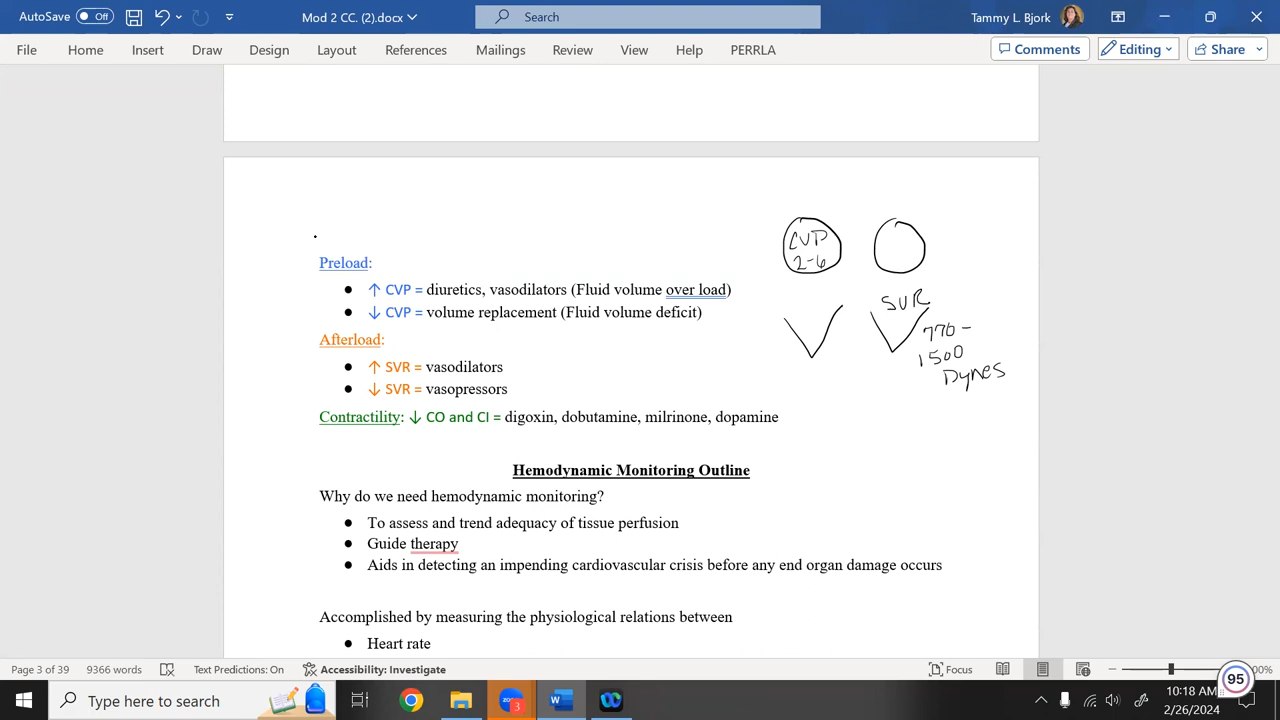 AutoSave Off Mod 2 CC. (2).docx Search Tammy L. Bjork
File Home Insert Draw Design Layout References Mailings Review View Help PERRLA Comments Editing Share
CVP
2-6
Preload:
● ↑ CVP = diuretics, vasodilators (Fluid volume over load)
● ↓ CVP = volume replacement (Fluid volume deficit)
SVR
770-
1500
Dynes
Afterload:
● ↑ SVR = vasodilators
● ↓ SVR = vasopressors
Contractility: ↓ CO and CI = digoxin, dobutamine, milrinone, dopamine
Hemodynamic Monitoring Outline
Why do we need hemodynamic monitoring?
● To assess and trend adequacy of tissue perfusion
● Guide therapy
● Aids in detecting an impending cardiovascular crisis before any end organ damage occurs
Accomplished by measuring the physiological relations between
● Heart rate
Page 3 of 39 9366 words Text Predictions: On Accessibility: Investigate Focus 00%
95
Type here to search 3 10:18 AM
2/26/2024